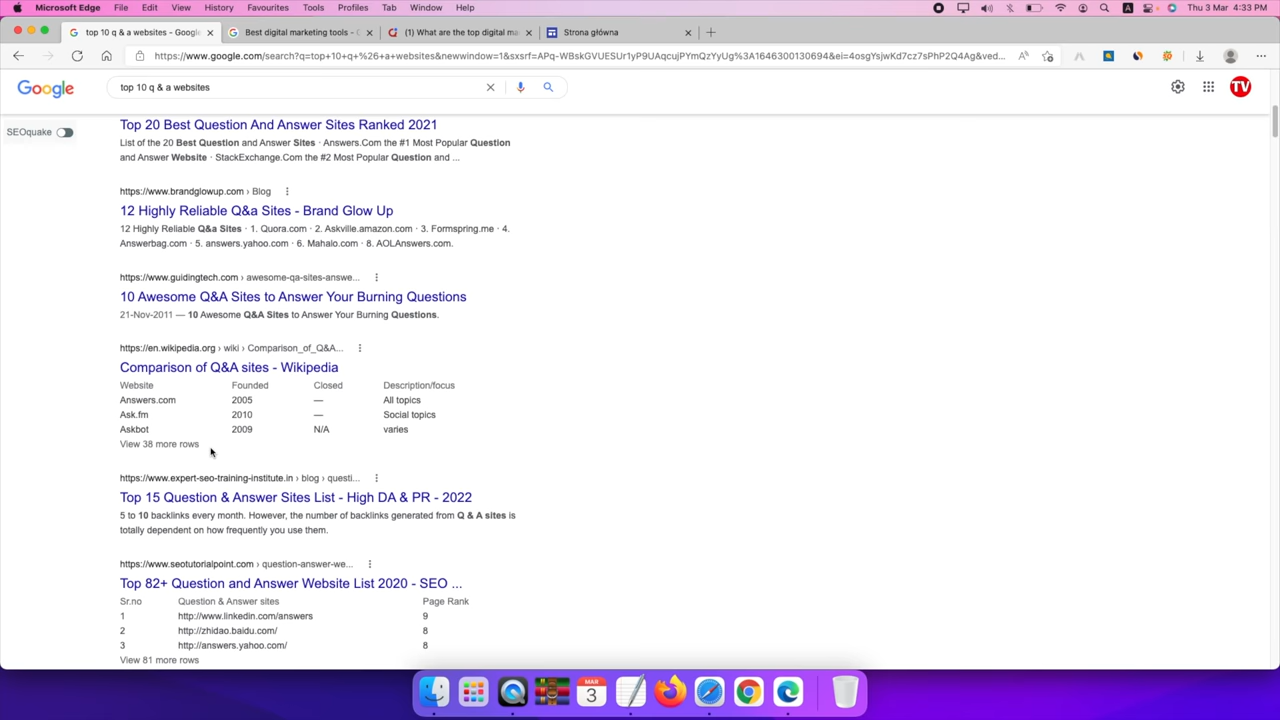 Microsoft Edge File Edit View History Favourites Tools Profiles Tab Window Help A Thu 3 Mar 4:33 PM
top 10 q & a websites Best digital marketing tools - G (1) What are the top digital ma Strona główna
https://www.google.com/search?q=top+10+q+%26+a+websites&newwindow=1&sxsrf=APq-WBskGVUESUr1yP9UAqcujPYmQzYyUg%3A1646300130694&ei=4osgYsjwKd7cz7sPhP2Q4Ag&ved...
Google top 10 q & a websites TV
SEOquake
Top 20 Best Question And Answer Sites Ranked 2021
List of the 20 Best Question and Answer Sites · Answers.Com the #1 Most Popular Question
and Answer Website · StackExchange.Com the #2 Most Popular Question and ...
https://www.brandglowup.com › Blog
12 Highly Reliable Q&a Sites - Brand Glow Up
12 Highly Reliable Q&a Sites · 1. Quora.com · 2. Askville.amazon.com · 3. Formspring.me · 4.
Answerbag.com · 5. answers.yahoo.com · 6. Mahalo.com · 8. AOLAnswers.com.
https://www.guidingtech.com › awesome-qa-sites-answe...
10 Awesome Q&A Sites to Answer Your Burning Questions
21-Nov-2011 — 10 Awesome Q&A Sites to Answer Your Burning Questions.
https://en.wikipedia.org › wiki › Comparison_of_Q&A...
Comparison of Q&A sites - Wikipedia
Website Founded Closed Description/focus
Answers.com 2005 — All topics
Ask.fm 2010 — Social topics
Askbot 2009 N/A varies
View 38 more rows
https://www.expert-seo-training-institute.in › blog › questi...
Top 15 Question & Answer Sites List - High DA & PR - 2022
5 to 10 backlinks every month. However, the number of backlinks generated from Q & A sites is
totally dependent on how frequently you use them.
https://www.seotutorialpoint.com › question-answer-we...
Top 82+ Question and Answer Website List 2020 - SEO ...
Sr.no Question & Answer sites Page Rank
1 http://www.linkedin.com/answers 9
2 http://zhidao.baidu.com/ 8
3 http://answers.yahoo.com/ 8
View 81 more rows
MAR
3